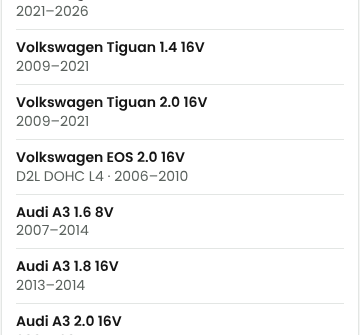 2021–2026
Volkswagen Tiguan 1.4 16V
2009–2021
Volkswagen Tiguan 2.0 16V
2009–2021
Volkswagen EOS 2.0 16V
D2L DOHC L4 · 2006–2010
Audi A3 1.6 8V
2007–2014
Audi A3 1.8 16V
2013–2014
Audi A3 2.0 16V